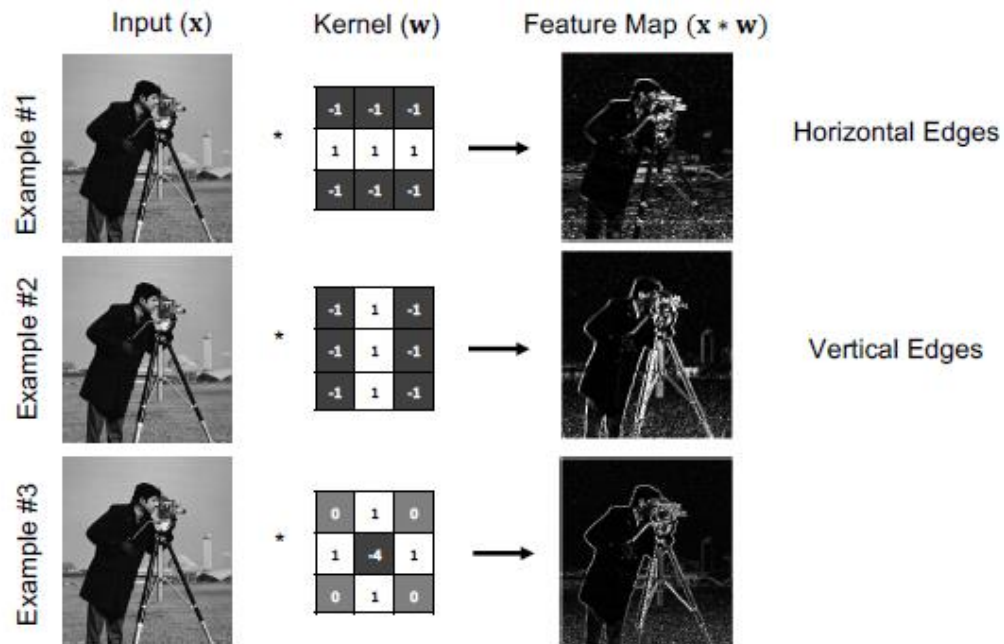 Input (x) Kernel (w) Feature Map (x * w)
Example #1
-1 -1 -1
1 1 1
-1 -1 -1
*
Horizontal Edges
Example #2
-1 1 -1
-1 1 -1
-1 1 -1
*
Vertical Edges
Example #3
0 1 0
1 -4 1
0 1 0
*